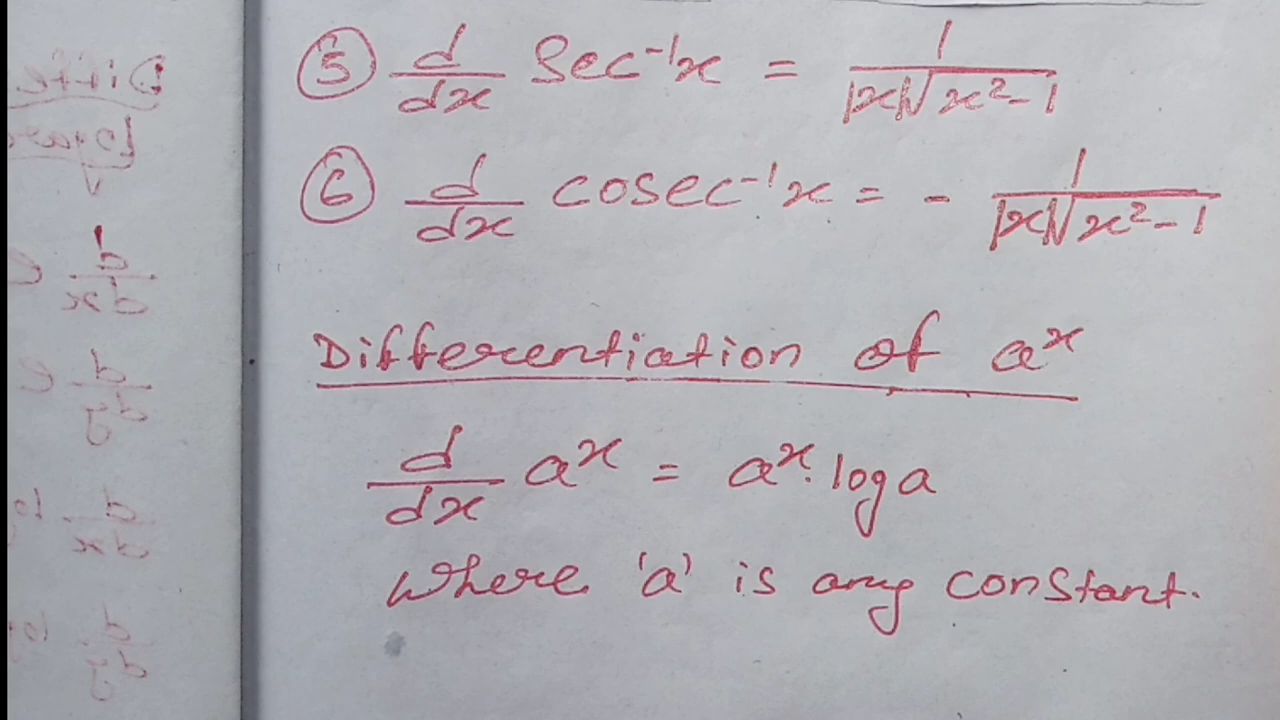 ⑤ d/dx Sec⁻¹x = 1/|x|√x²-1
⑥ d/dx cosec⁻¹x = - 1/|x|√x²-1
Differentiation of aˣ
d/dx aˣ = aˣ. log a
where 'a' is any constant.